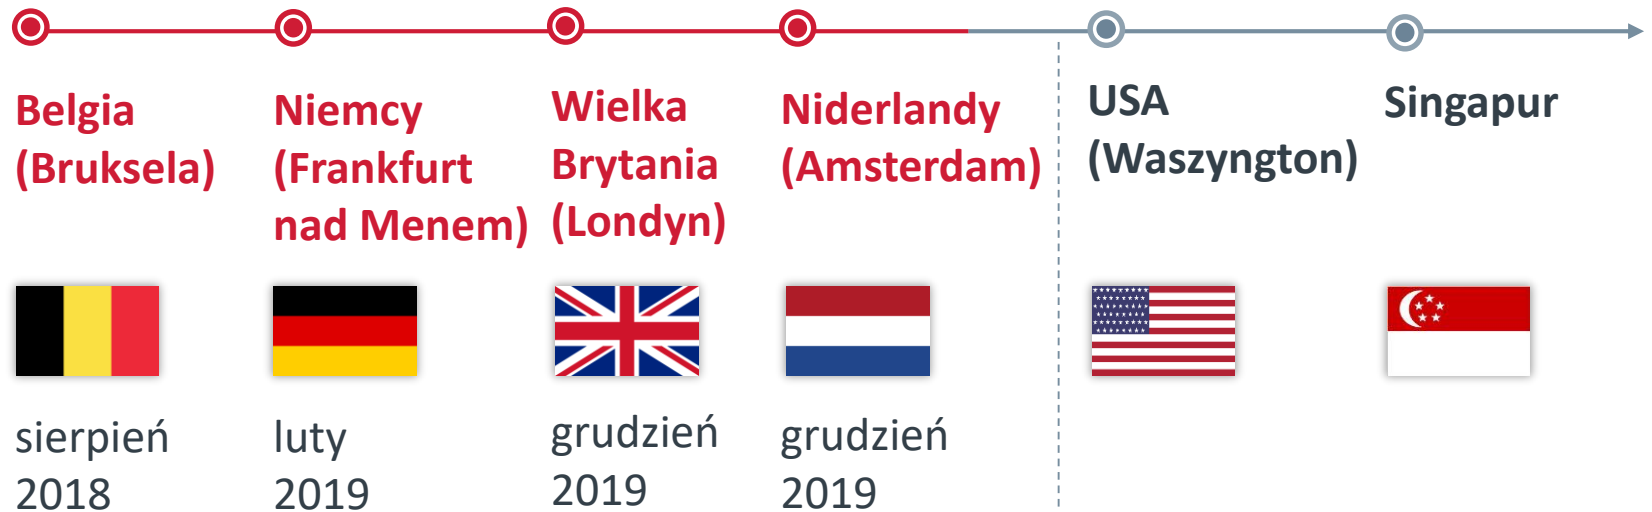 Belgia
(Bruksela)
Niemcy
(Frankfurt
nad Menem)
Wielka
Brytania
(Londyn)
Niderlandy
(Amsterdam)
USA
(Waszyngton)
Singapur
sierpień
2018
luty
2019
grudzień
2019
grudzień
2019